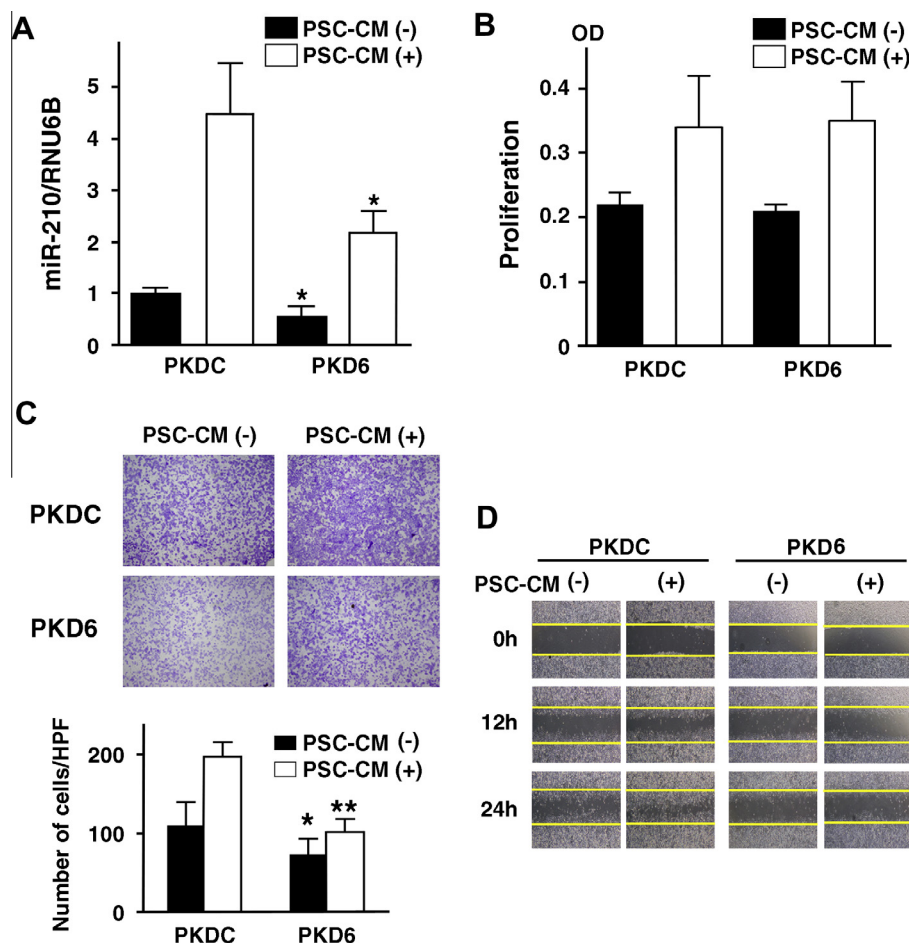 A
PSC-CM (-)
PSC-CM (+)
miR-210/RNU6B
5
4
3
2
1
0
*
*
PKDC
PKD6
B
OD
PSC-CM (-)
PSC-CM (+)
Proliferation
0.4
0.3
0.2
0.1
0
PKDC
PKD6
C
PSC-CM (-)
PSC-CM (+)
PKDC
PKD6
Number of cells/HPF
200
100
0
PSC-CM (-)
PSC-CM (+)
*
**
PKDC
PKD6
D
PKDC
PKD6
PSC-CM (-)
(+)
(-)
(+)
0h
12h
24h